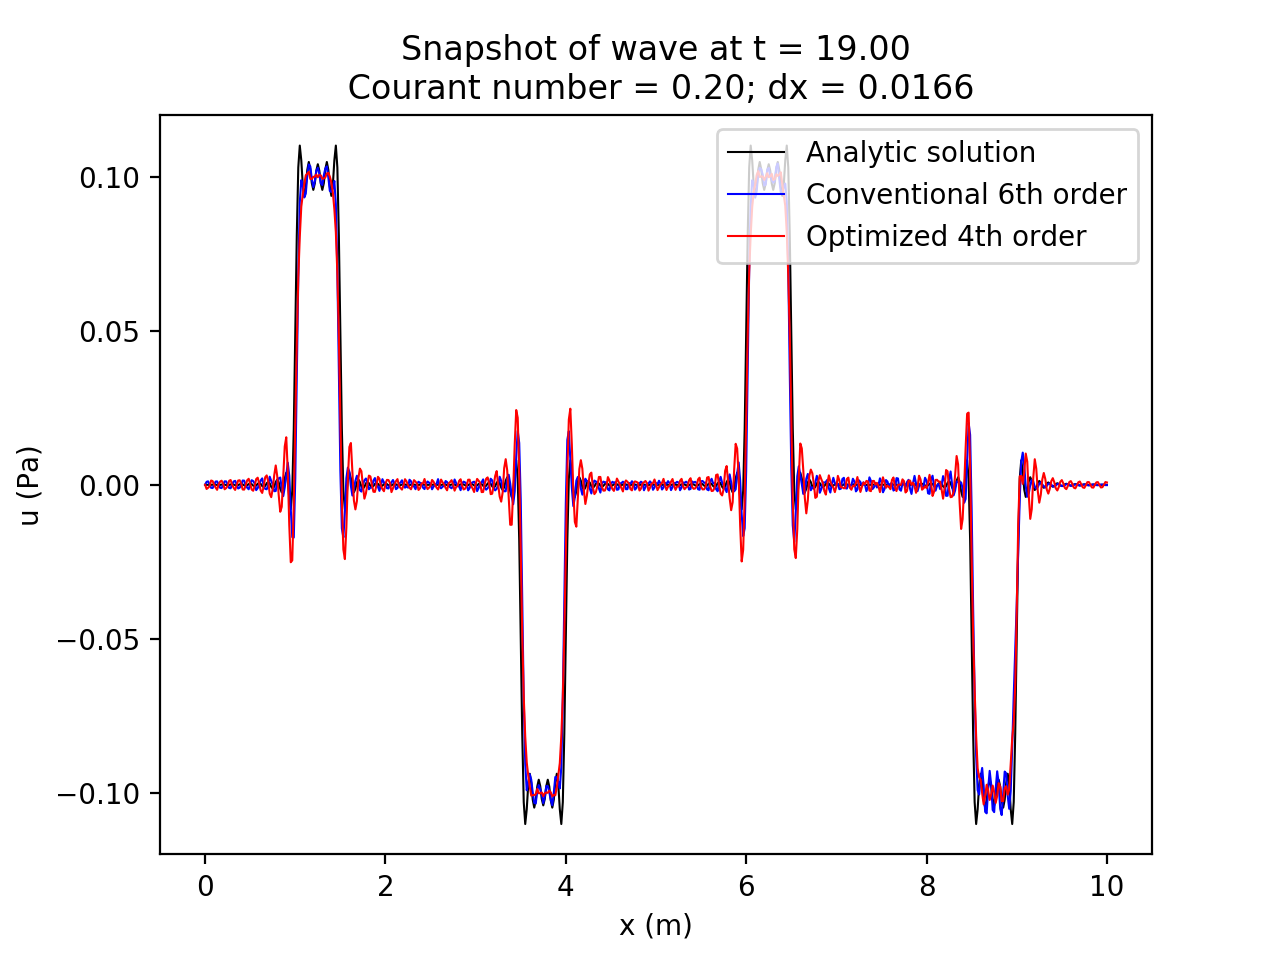 Snapshot of wave at t = 19.00
Courant number = 0.20; dx = 0.0166
Analytic solution
Conventional 6th order
Optimized 4th order
0.10
0.05
0.00
−0.05
−0.10
u (Pa)
0 2 4 6 8 10
x (m)